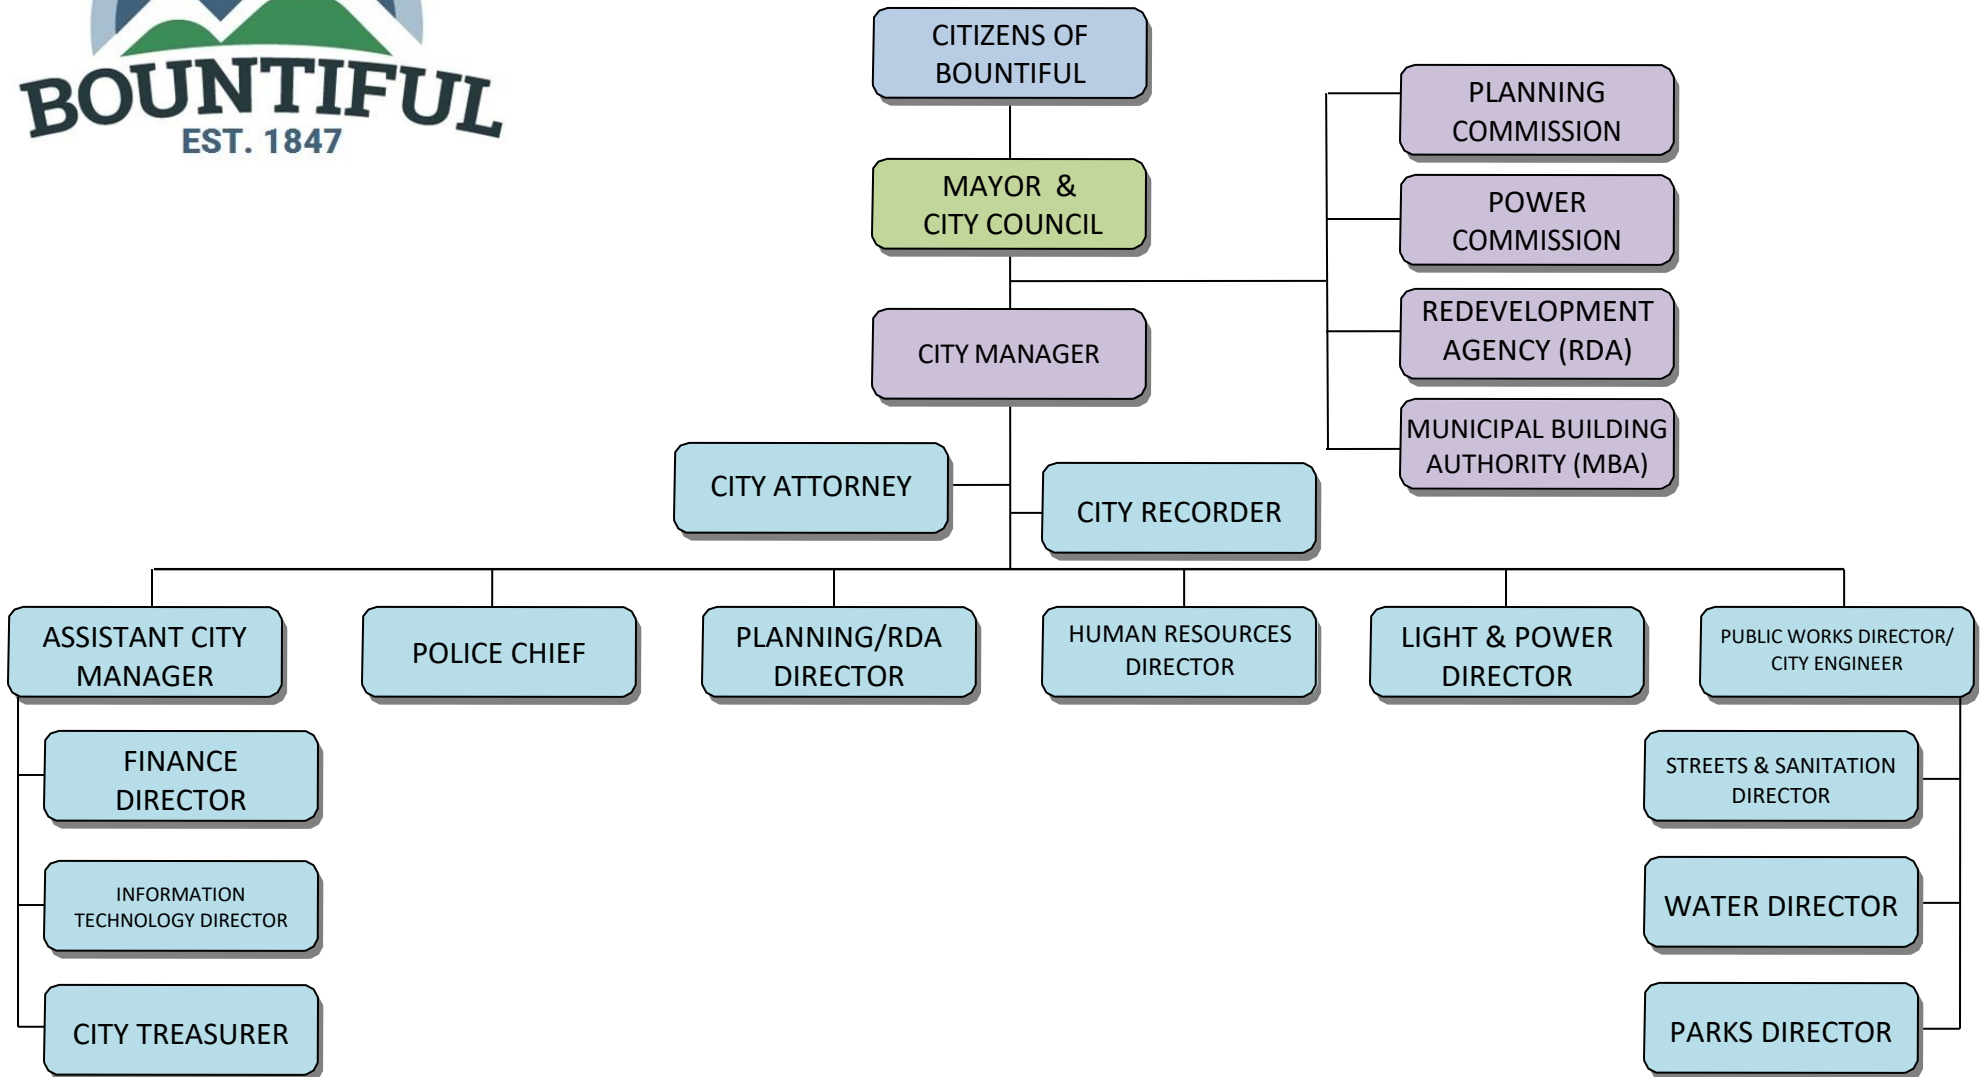 BOUNTIFUL
EST. 1847
CITIZENS OF
BOUNTIFUL
MAYOR &
CITY COUNCIL
PLANNING
COMMISSION
POWER
COMMISSION
REDEVELOPMENT
AGENCY (RDA)
MUNICIPAL BUILDING
AUTHORITY (MBA)
CITY MANAGER
CITY ATTORNEY
CITY RECORDER
ASSISTANT CITY
MANAGER
POLICE CHIEF
PLANNING/RDA
DIRECTOR
HUMAN RESOURCES
DIRECTOR
LIGHT & POWER
DIRECTOR
PUBLIC WORKS DIRECTOR/
CITY ENGINEER
FINANCE
DIRECTOR
INFORMATION
TECHNOLOGY DIRECTOR
CITY TREASURER
STREETS & SANITATION
DIRECTOR
WATER DIRECTOR
PARKS DIRECTOR